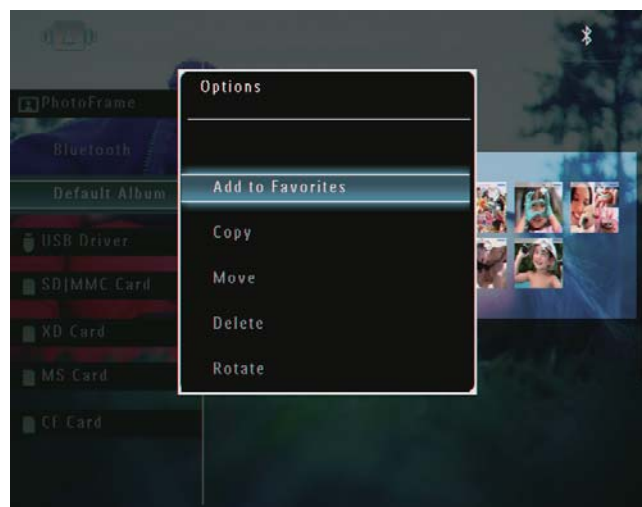 PhotoFrame
Bluetooth
Default Album
USB Driver
SD|MMC Card
XD Card
MS Card
CF Card
Options
Add to Favorites
Copy
Move
Delete
Rotate